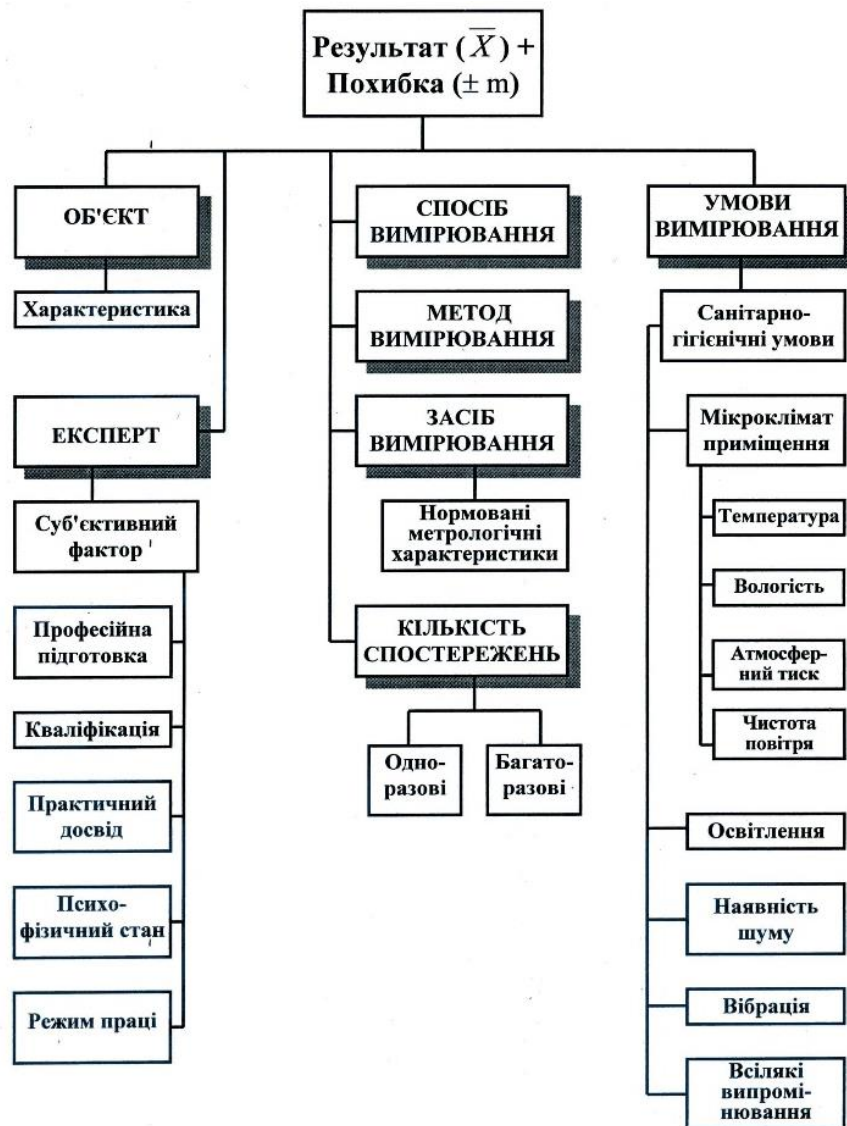 Результат (X̅) +
Похибка (± m)
ОБ'ЄКТ
Характеристика
ЕКСПЕРТ
Суб'єктивний
фактор
Професійна
підготовка
Кваліфікація
Практичний
досвід
Психо-
фізичний стан
Режим праці
СПОСІБ
ВИМІРЮВАННЯ
МЕТОД
ВИМІРЮВАННЯ
ЗАСІБ
ВИМІРЮВАННЯ
Нормовані
метрологічні
характеристики
КІЛЬКІСТЬ
СПОСТЕРЕЖЕНЬ
Одно-
разові
Багато-
разові
УМОВИ
ВИМІРЮВАННЯ
Санітарно-
гігієнічні умови
Мікроклімат
приміщення
Температура
Вологість
Атмосфер-
ний тиск
Чистота
повітря
Освітлення
Наявність
шуму
Вібрація
Всілякі
випромі-
нювання